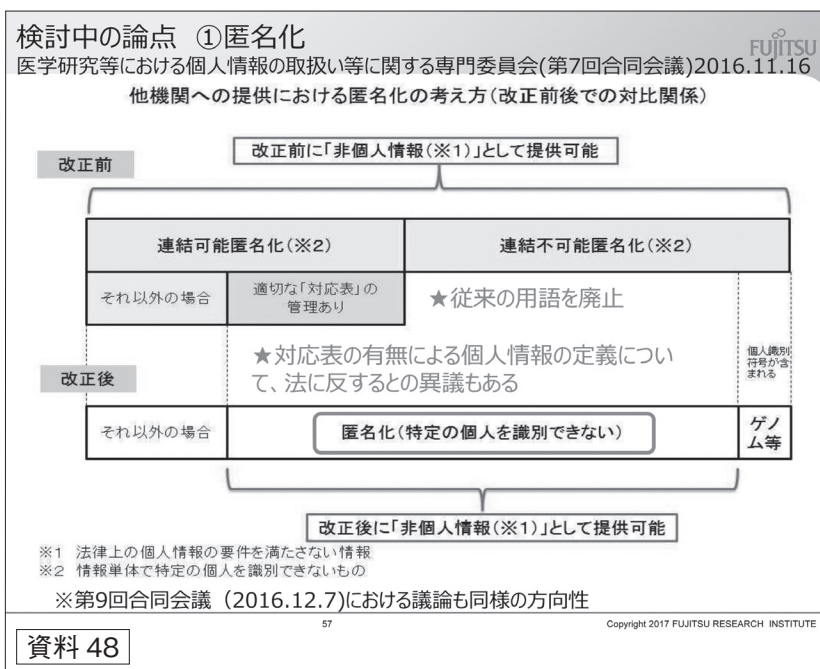 検討中の論点 ①匿名化
FUJITSU
医学研究等における個人情報の取扱い等に関する専門委員会(第7回合同会議)2016.11.16
他機関への提供における匿名化の考え方(改正前後での対比関係)
改正前に「非個人情報(※1)」として提供可能
改正前
連結可能匿名化(※2)
連結不可能匿名化(※2)
それ以外の場合
適切な「対応表」の
管理あり
★従来の用語を廃止
★対応表の有無による個人情報の定義につい
て、法に反するとの異議もある
個人識別
符号が含
まれる
改正後
それ以外の場合
匿名化(特定の個人を識別できない)
ゲノ
ム等
改正後に「非個人情報(※1)」として提供可能
※1 法律上の個人情報の要件を満たさない情報
※2 情報単体で特定の個人を識別できないもの
※第9回合同会議(2016.12.7)における議論も同様の方向性
57
Copyright 2017 FUJITSU RESEARCH INSTITUTE
資料 48